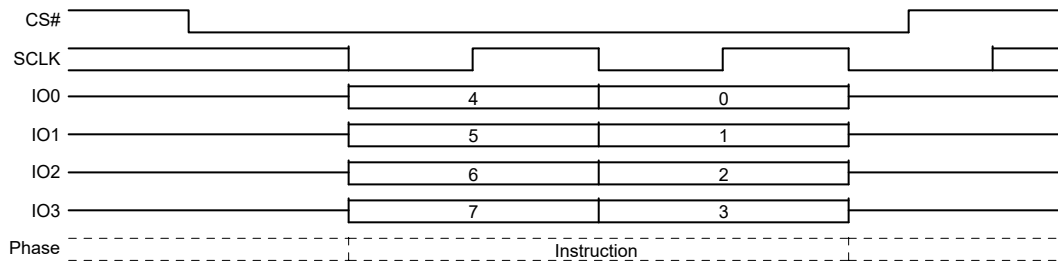 CS#
SCLK
IO0 4 0
IO1 5 1
IO2 6 2
IO3 7 3
Phase Instruction